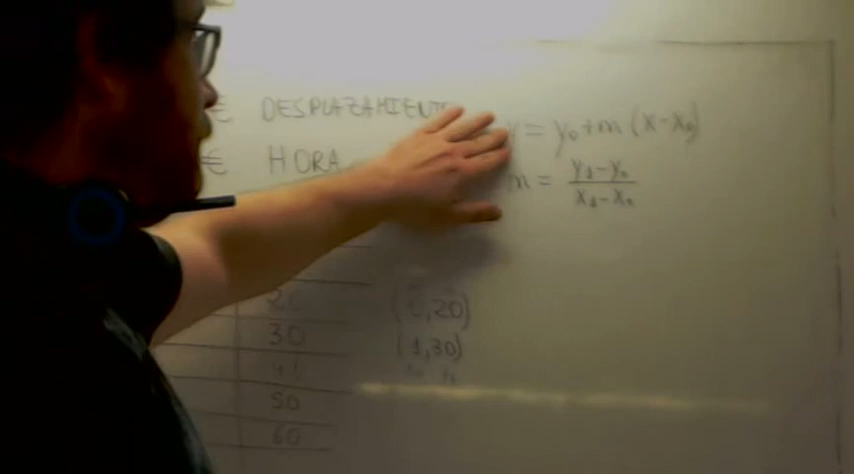 € DESPLAZAMIENTO
€ HORA
y = y₀+m (x-x₀)
m = y₁-y₀ / x₁-x₀
20
(0,20)
30
(1,30)
40
50
60